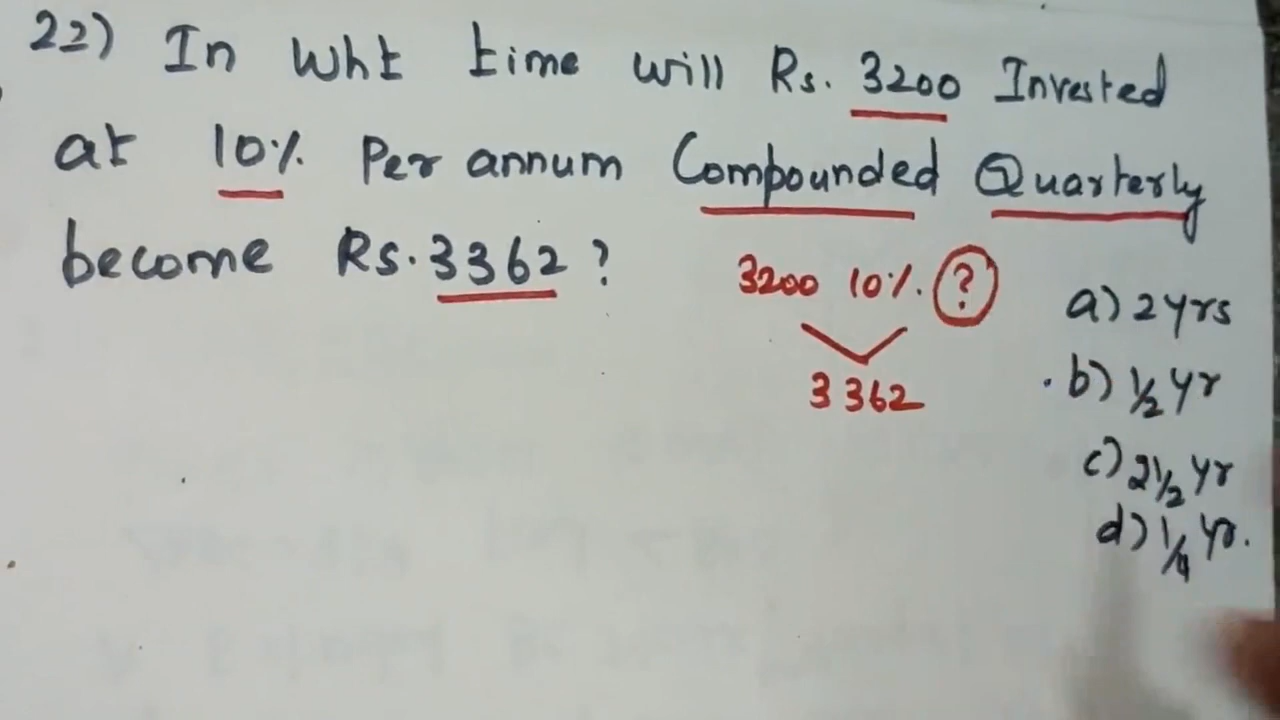 22) In Wht time will Rs. 3200 Invested
at 10% Per annum Compounded Quarterly
become Rs. 3362 ?
3200 10%. ?
3362
a) 2 yrs
b) 1/2 yr
c) 2 1/2 yr
d) 1/4 yr.